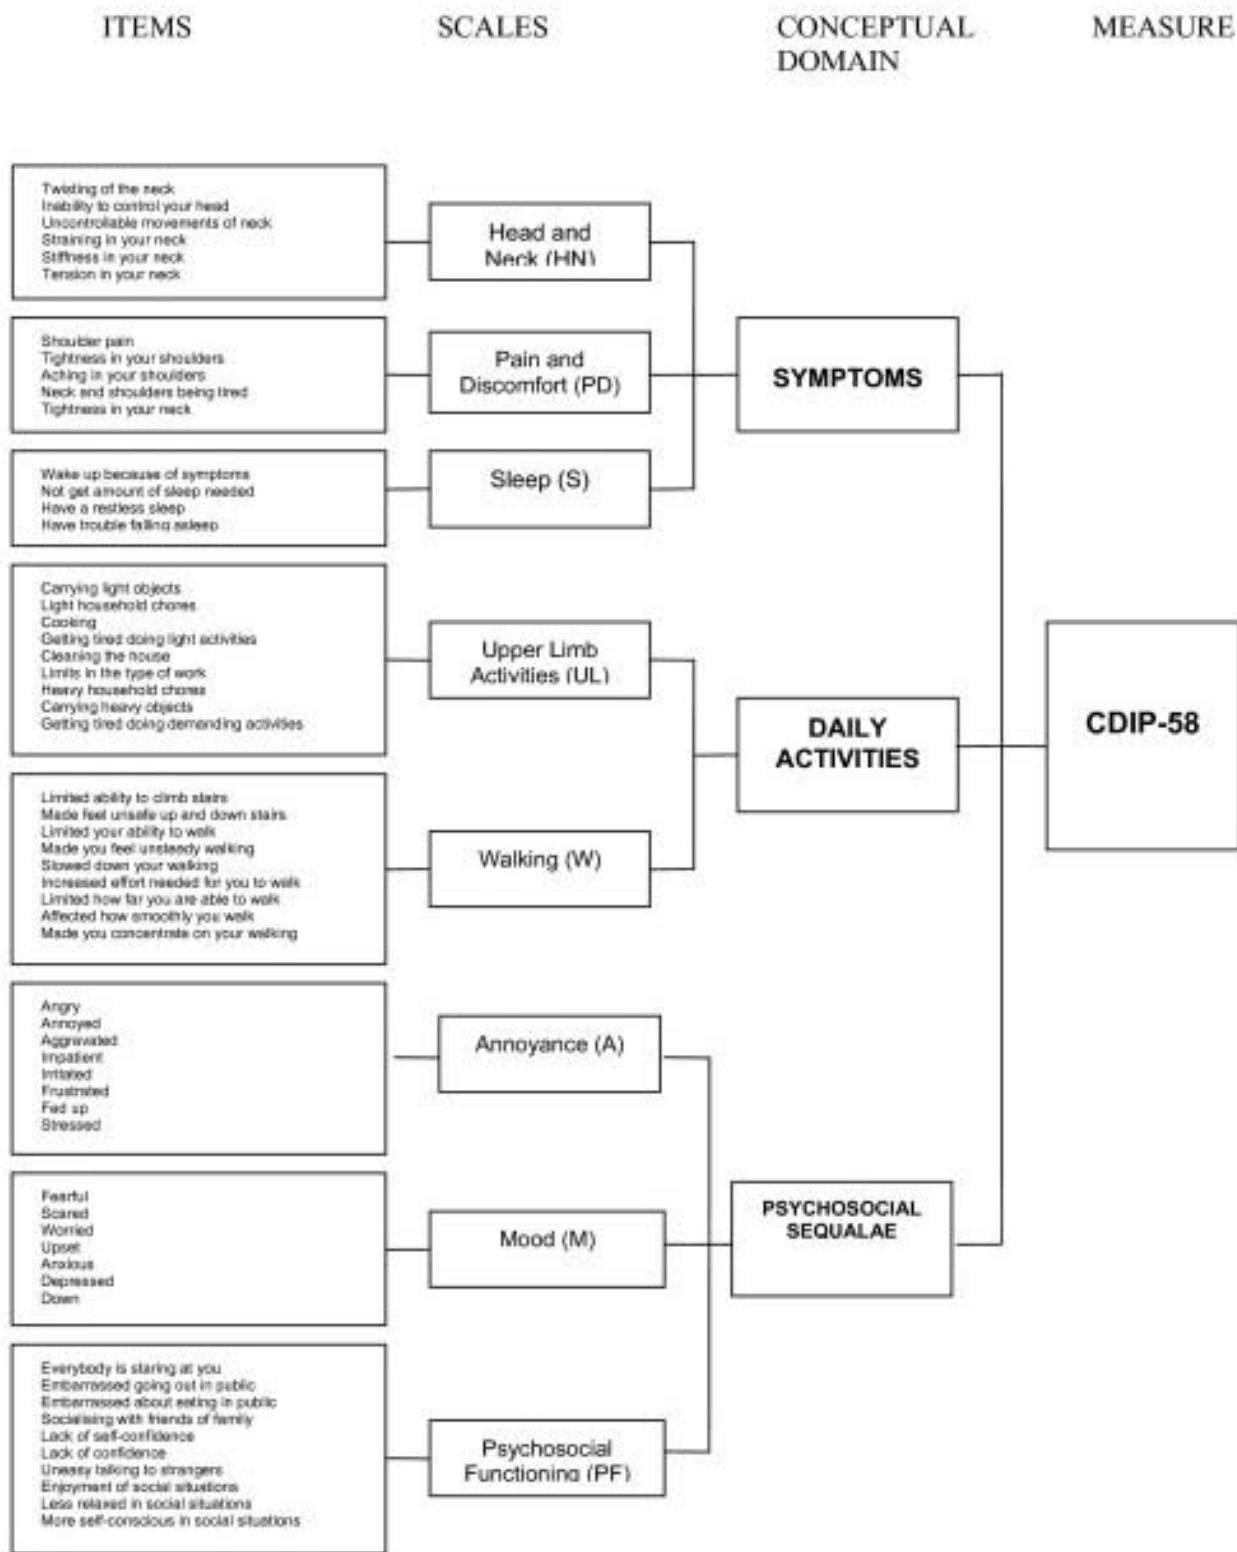 ITEMS
SCALES
CONCEPTUAL
DOMAIN
MEASURE
Twisting of the neck
Inability to control your head
Uncontrollable movements of neck
Straining in your neck
Stiffness in your neck
Tension in your neck
Head and
Neck (HN)
Shoulder pain
Tightness in your shoulders
Aching in your shoulders
Neck and shoulders being tired
Tightness in your neck
Pain and
Discomfort (PD)
SYMPTOMS
Wake up because of symptoms
Not get amount of sleep needed
Have a restless sleep
Have trouble falling asleep
Sleep (S)
Carrying light objects
Light household chores
Cooking
Getting tired doing light activities
Cleaning the house
Limits in the type of work
Heavy household chores
Carrying heavy objects
Getting tired doing demanding activities
Upper Limb
Activities (UL)
DAILY
ACTIVITIES
CDIP-58
Limited ability to climb stairs
Made feel unsafe up and down stairs
Limited your ability to walk
Made you feel unsteady walking
Slowed down your walking
Increased effort needed for you to walk
Limited how far you are able to walk
Affected how smoothly you walk
Made you concentrate on your walking
Walking (W)
Angry
Annoyed
Aggravated
Impatient
Irritated
Frustrated
Fed up
Stressed
Annoyance (A)
Fearful
Scared
Worried
Upset
Anxious
Depressed
Down
Mood (M)
PSYCHOSOCIAL
SEQUALAE
Everybody is staring at you
Embarrassed going out in public
Embarrassed about eating in public
Socialising with friends of family
Lack of self-confidence
Lack of confidence
Uneasy talking to strangers
Enjoyment of social situations
Less relaxed in social situations
More self-conscious in social situations
Psychosocial
Functioning (PF)